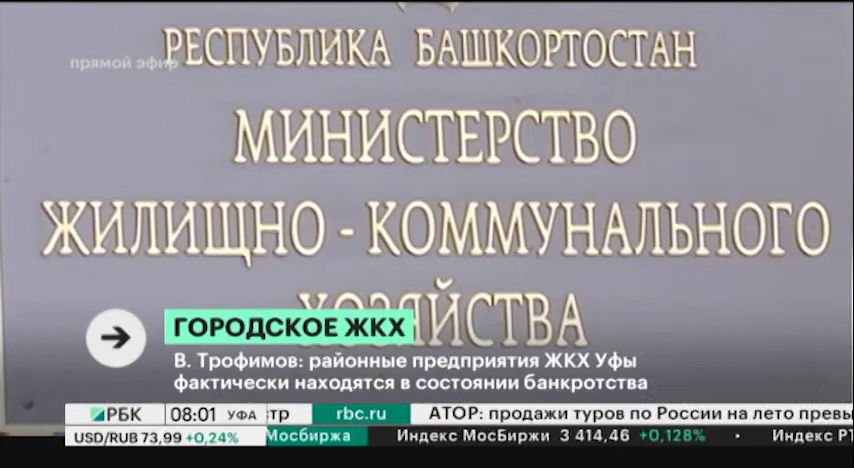 РЕСПУБЛИКА БАШКОРТОСТАН
прямой эфир
МИНИСТЕРСТВО
ЖИЛИЩНО - КОММУНАЛЬНОГО
ХОЗЯЙСТВА
ГОРОДСКОЕ ЖКХ
В. Трофимов: районные предприятия ЖКХ Уфы
фактически находятся в состоянии банкротства
РБК 08:01 УФА rbc.ru АТОР: продажи туров по России на лето
USD/RUB 73,99 +0,24% Мосбиржа Индекс МосБиржи 3 414,46 +0,128% • Индекс